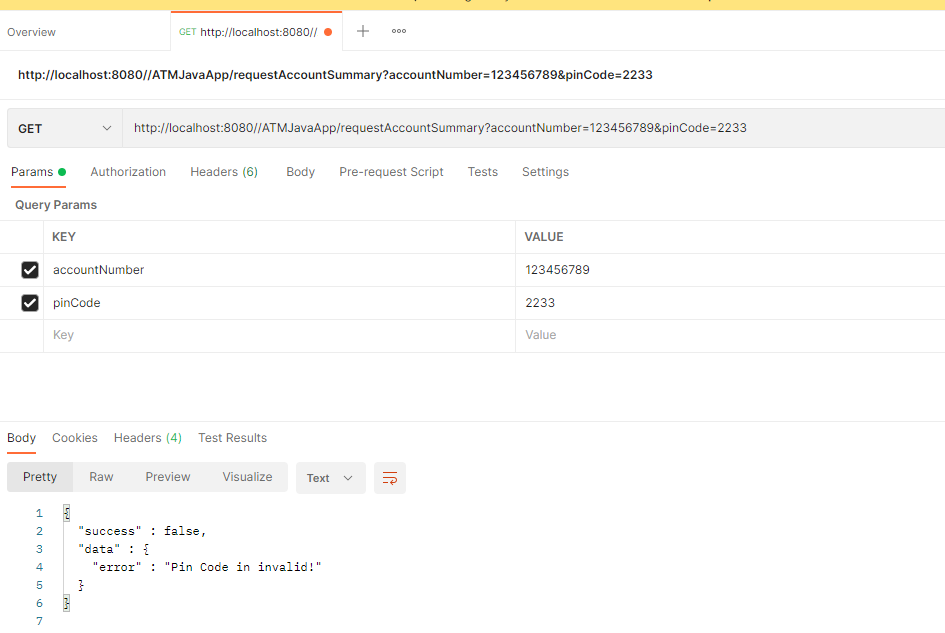 Overview
GET http://localhost:8080//
http://localhost:8080//ATMJavaApp/requestAccountSummary?accountNumber=123456789&pinCode=2233
GET http://localhost:8080//ATMJavaApp/requestAccountSummary?accountNumber=123456789&pinCode=2233
Params Authorization Headers (6) Body Pre-request Script Tests Settings
Query Params
KEY VALUE
accountNumber 123456789
pinCode 2233
Key Value
Body Cookies Headers (4) Test Results
Pretty Raw Preview Visualize Text
1 {
2 "success" : false,
3 "data" : {
4 "error" : "Pin Code in invalid!"
5 }
6 }
7